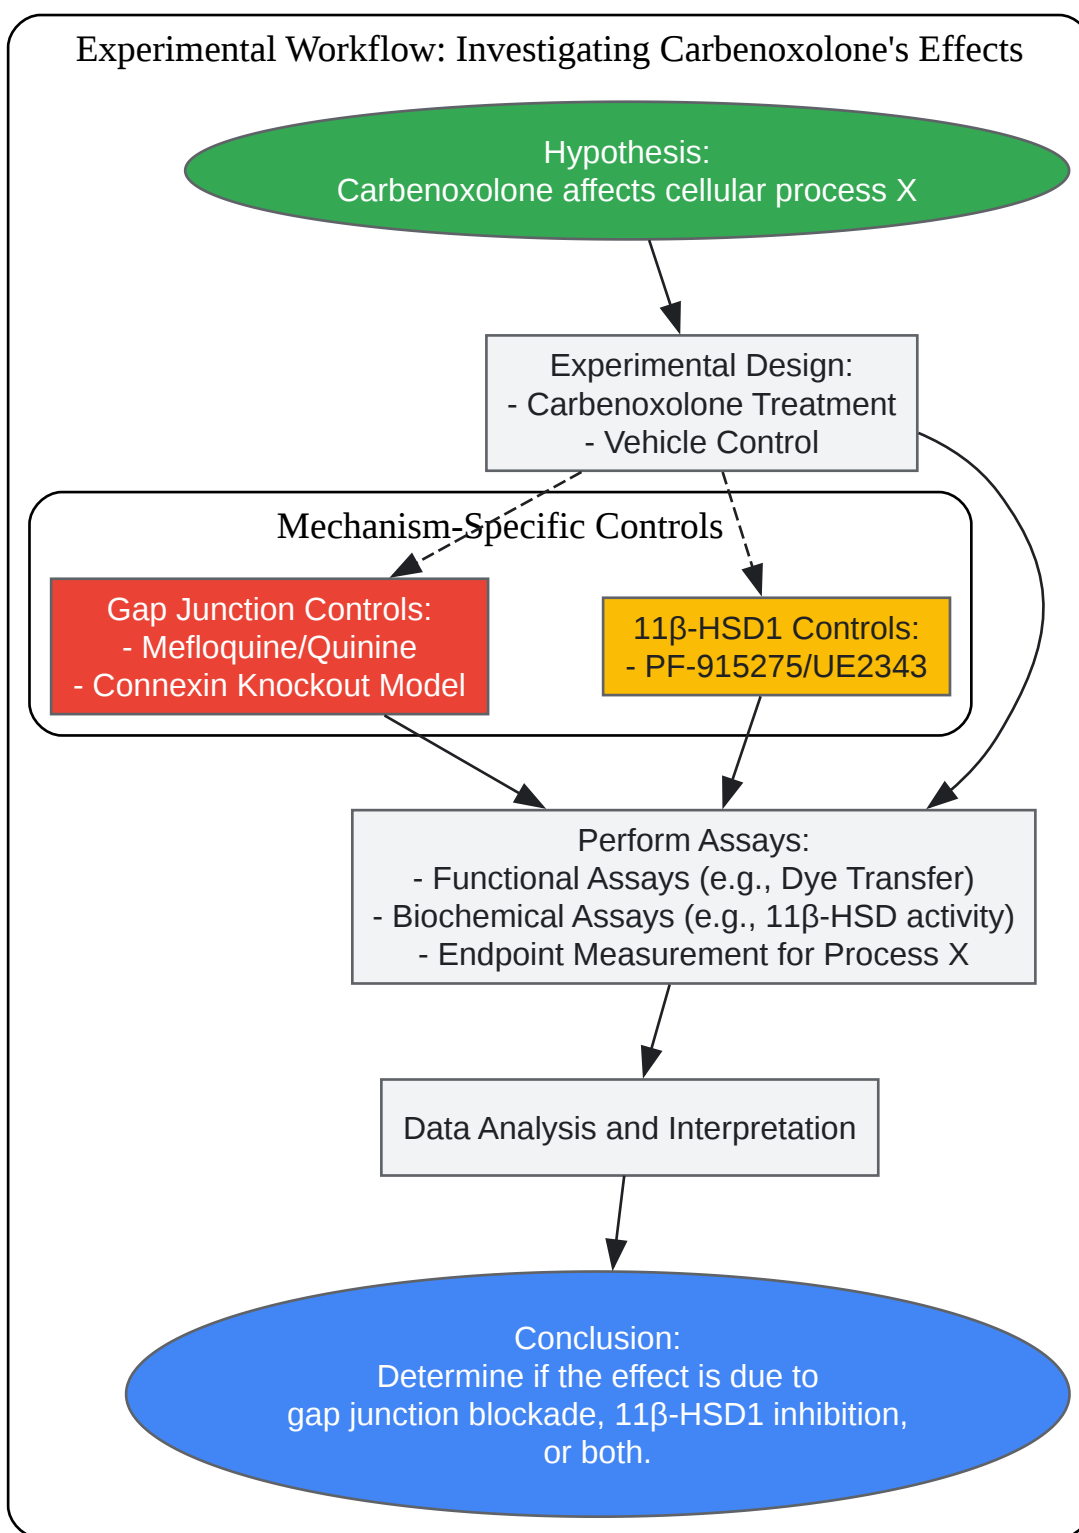 Experimental Workflow: Investigating Carbenoxolone's Effects
Hypothesis:
Carbenoxolone affects cellular process X
Experimental Design:
- Carbenoxolone Treatment
- Vehicle Control
Mechanism-Specific Controls
Gap Junction Controls:
- Mefloquine/Quinine
- Connexin Knockout Model
11β-HSD1 Controls:
- PF-915275/UE2343
Perform Assays:
- Functional Assays (e.g., Dye Transfer)
- Biochemical Assays (e.g., 11β-HSD activity)
- Endpoint Measurement for Process X
Data Analysis and Interpretation
Conclusion:
Determine if the effect is due to
gap junction blockade, 11β-HSD1 inhibition,
or both.